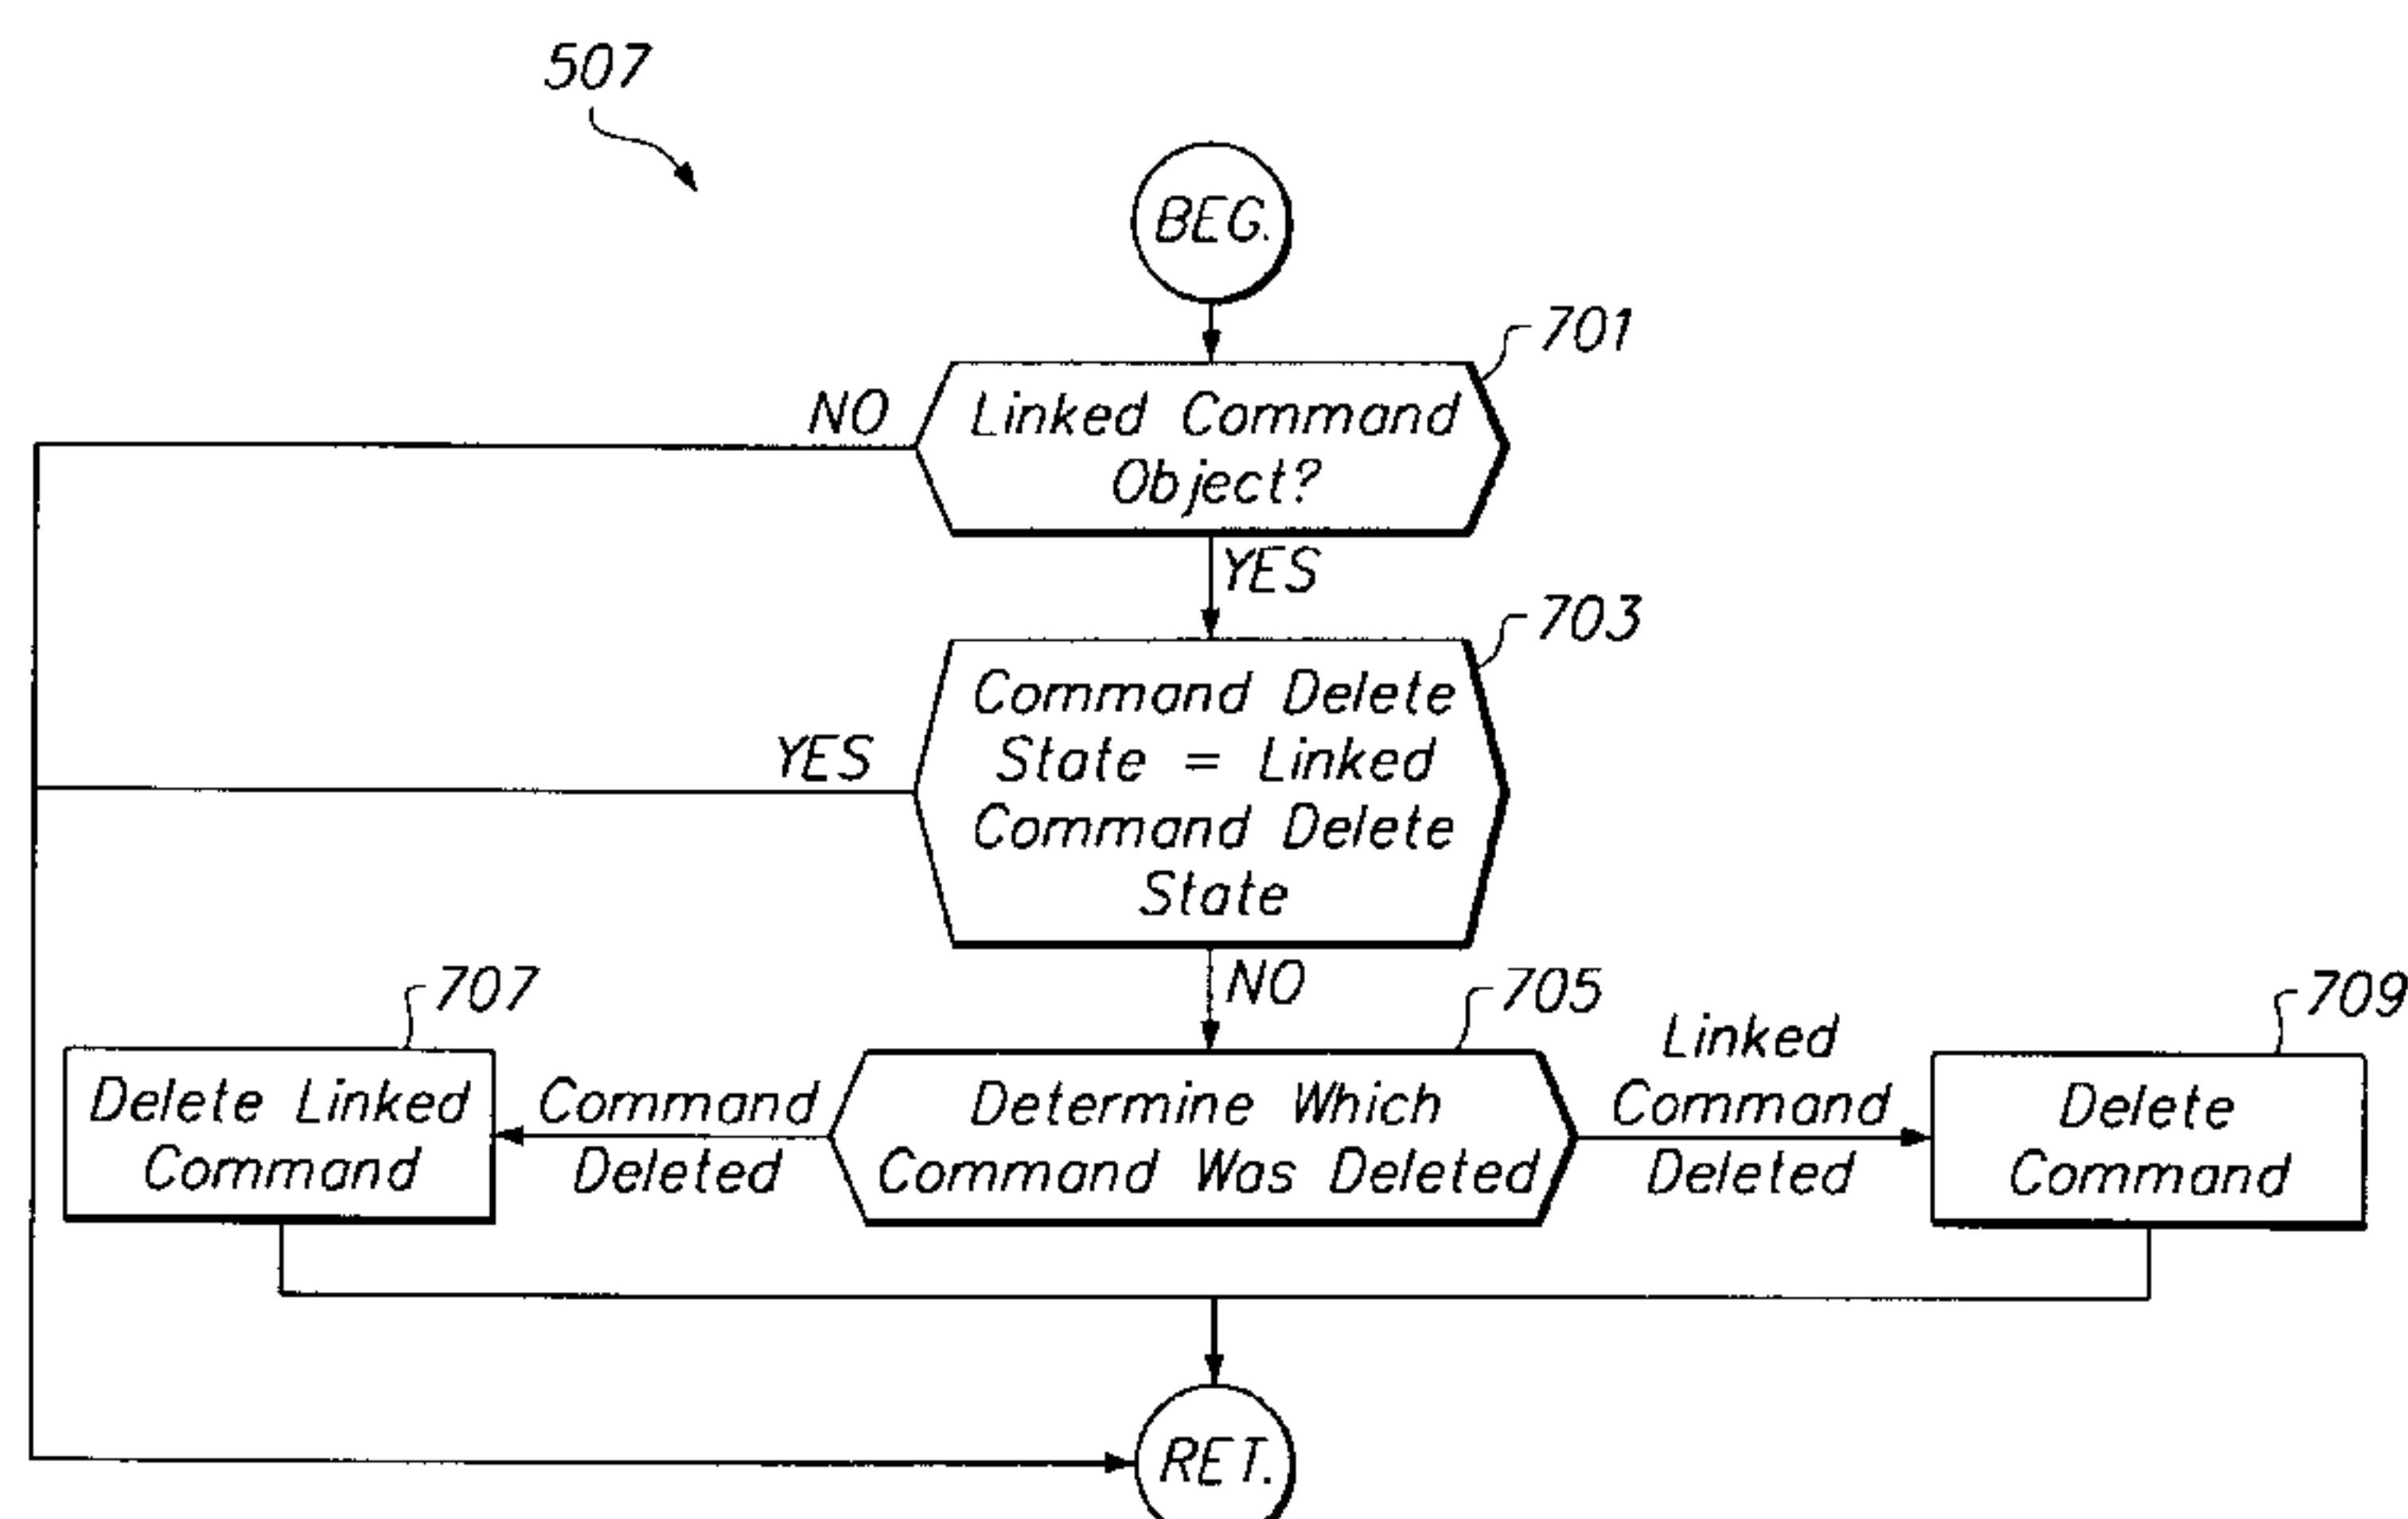 507
BEG.
701
NO
Linked Command
Object?
YES
703
Command Delete
State = Linked
Command Delete
State
YES
NO
707
705
709
Delete Linked
Command
Command
Deleted
Determine Which
Command Was Deleted
Linked
Command
Deleted
Delete
Command
RET.